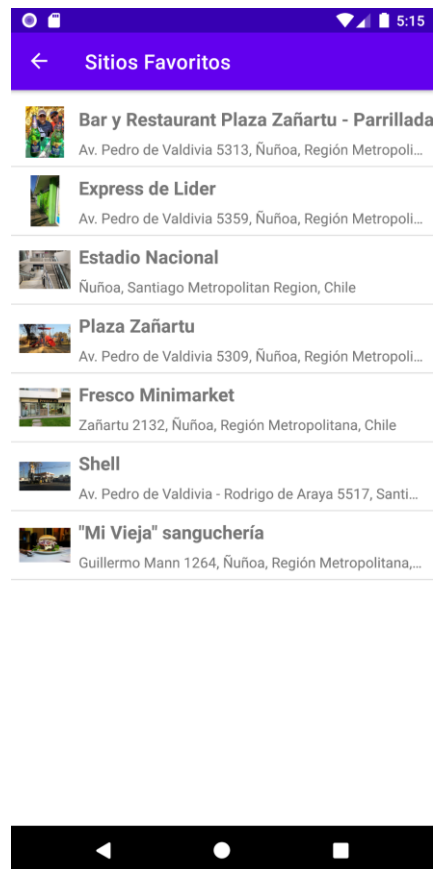 5:15
Sitios Favoritos
Bar y Restaurant Plaza Zañartu - Parrillada
Av. Pedro de Valdivia 5313, Ñuñoa, Región Metropoli...
Express de Lider
Av. Pedro de Valdivia 5359, Ñuñoa, Región Metropoli...
Estadio Nacional
Ñuñoa, Santiago Metropolitan Region, Chile
Plaza Zañartu
Av. Pedro de Valdivia 5309, Ñuñoa, Región Metropoli...
Fresco Minimarket
Zañartu 2132, Ñuñoa, Región Metropolitana, Chile
Shell
Av. Pedro de Valdivia - Rodrigo de Araya 5517, Santi...
"Mi Vieja" sanguchería
Guillermo Mann 1264, Ñuñoa, Región Metropolitana,...